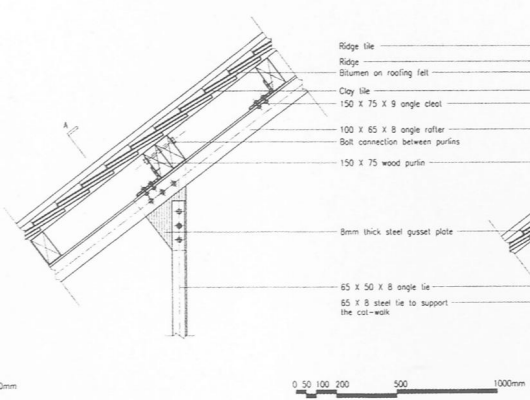 Ridge tile
Ridge
Bitumen on roofing felt
Clay tile
150 X 75 X 9 angle cleat
A
100 X 65 X 8 angle rafter
Bolt connection between purlins
150 X 75 wood purlin
8mm thick steel gusset plate
65 X 50 X 8 angle tie
65 X 8 steel tie to support
the cat-walk
0mm
0 50 100 200 500 1000mm